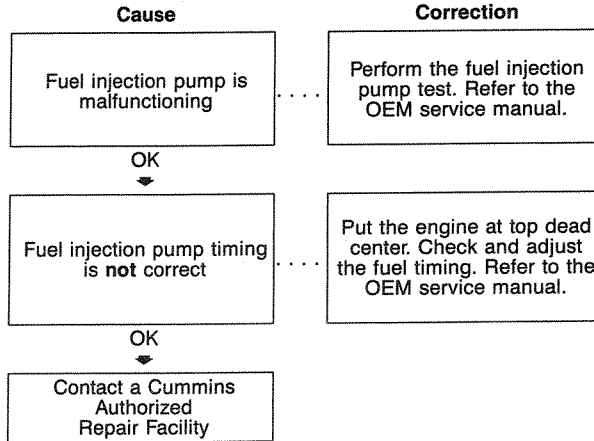 Cause
Correction
Fuel injection pump is
malfunctioning
. . . .
Perform the fuel injection
pump test. Refer to the
OEM service manual.
OK
Fuel injection pump timing
is not correct
. . . .
Put the engine at top dead
center. Check and adjust
the fuel timing. Refer to the
OEM service manual.
OK
Contact a Cummins
Authorized
Repair Facility